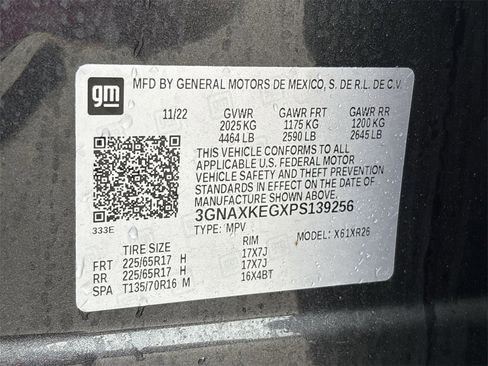 gm
MFD BY GENERAL MOTORS DE MEXICO, S. DE R.L. DE C.V.
11/22 GVWR GAWR FRT GAWR RR
2025 KG 1175 KG 1200 KG
4464 LB 2590 LB 2645 LB
THIS VEHICLE CONFORMS TO ALL
APPLICABLE U.S. FEDERAL MOTOR
VEHICLE SAFETY AND THEFT
PREVENTION STANDARDS
IN EFFECT ON THE DATE OF
MANUFACTURE SHOWN ABOVE.
333E 3GNAXKEGXPS139256
TYPE: MPV MODEL: X61XR26
TIRE SIZE RIM
FRT 225/65R17 H 17X7J
RR 225/65R17 H 17X7J
SPA T135/70R16 M 16X4BT